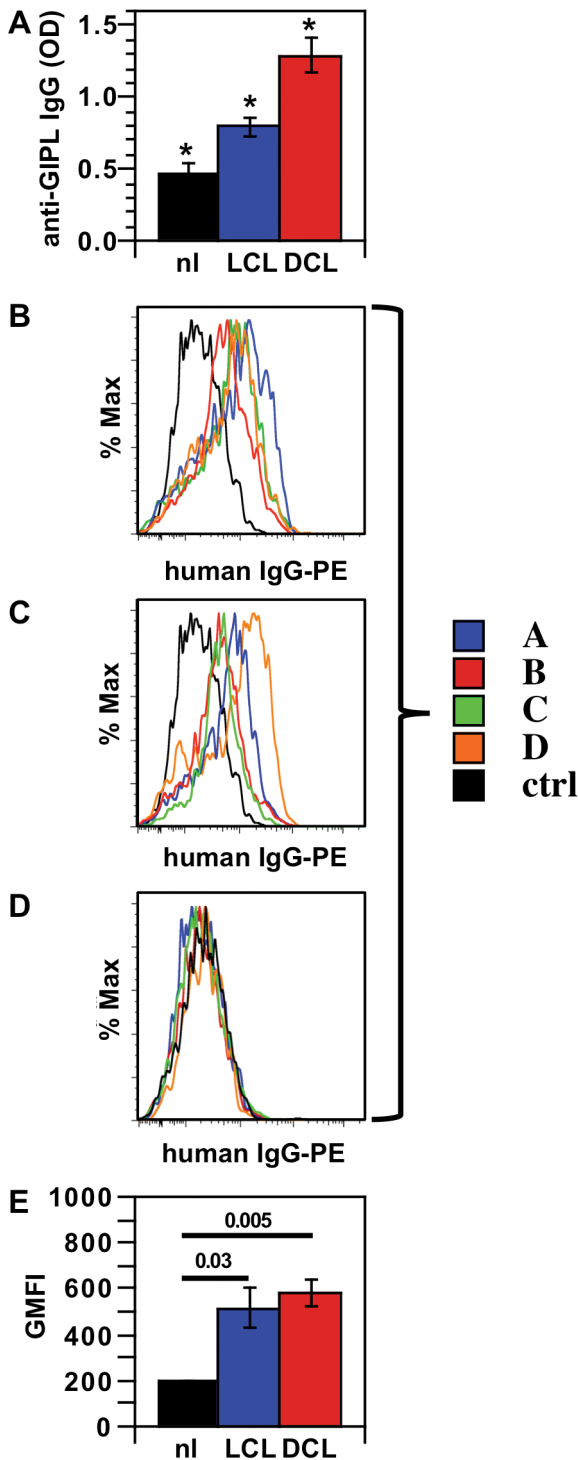 A
anti-GIPL IgG (OD)
1.5
1.0
0.5
0.0
*
*
*
nl LCL DCL
B
% Max
human IgG-PE
C
% Max
human IgG-PE
D
% Max
human IgG-PE
A
B
C
D
ctrl
E
GMFI
1000
800
600
400
200
0
0.005
0.03
nl LCL DCL